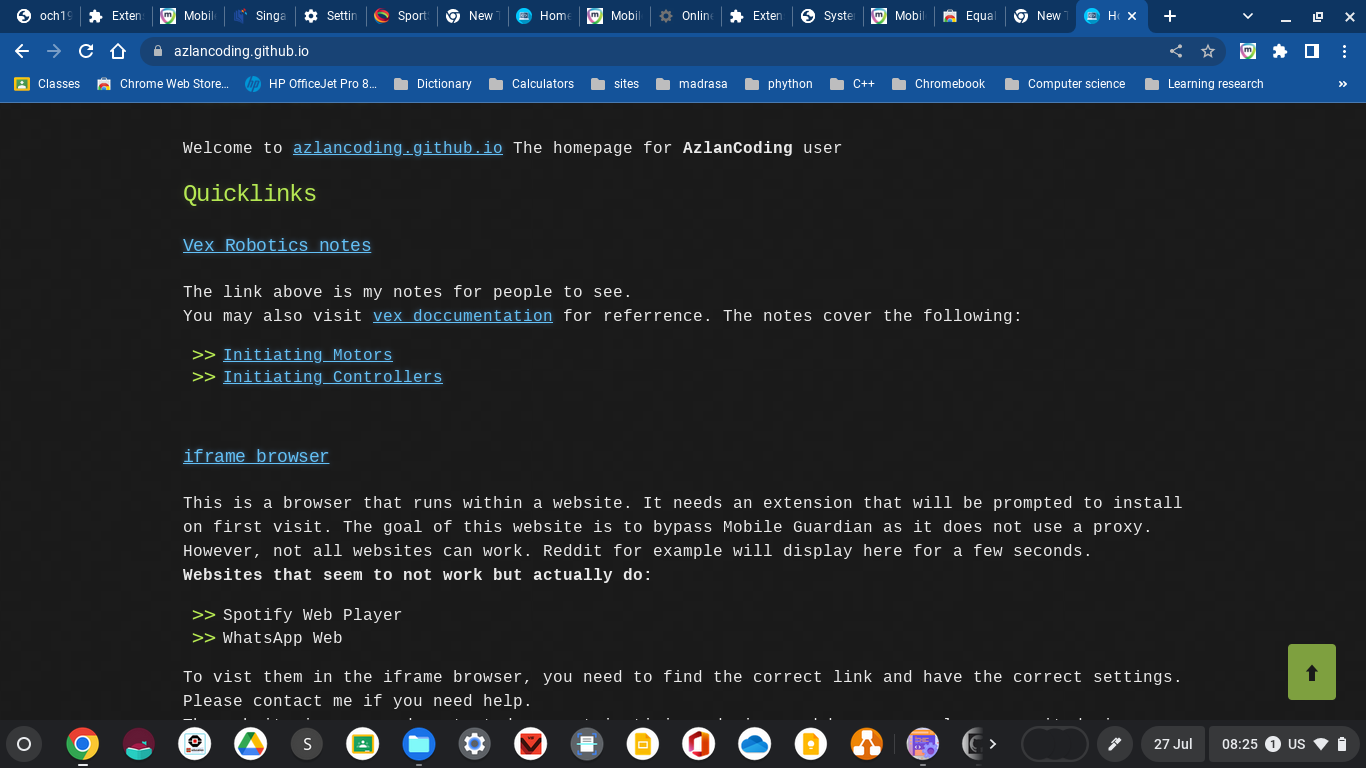 och19
Exten
Mobile
Singa
Settin
Sport
New T
Home
Mobil
Online
Exten
Syste
Mobile
Equal
New T
Ho
azlancoding.github.io
Classes
Chrome Web Store…
HP OfficeJet Pro 8…
Dictionary
Calculators
sites
madrasa
phython
C++
Chromebook
Computer science
Learning research
»
Welcome to azlancoding.github.io The homepage for AzlanCoding user
Quicklinks
Vex Robotics notes
The link above is my notes for people to see.
You may also visit vex doccumentation for referrence. The notes cover the following:
>> Initiating Motors
>> Initiating Controllers
iframe browser
This is a browser that runs within a website. It needs an extension that will be prompted to install
on first visit. The goal of this website is to bypass Mobile Guardian as it does not use a proxy.
However, not all websites can work. Reddit for example will display here for a few seconds.
Websites that seem to not work but actually do:
>> Spotify Web Player
>> WhatsApp Web
To vist them in the iframe browser, you need to find the correct link and have the correct settings.
Please contact me if you need help.
S
27 Jul
08:25 1 US